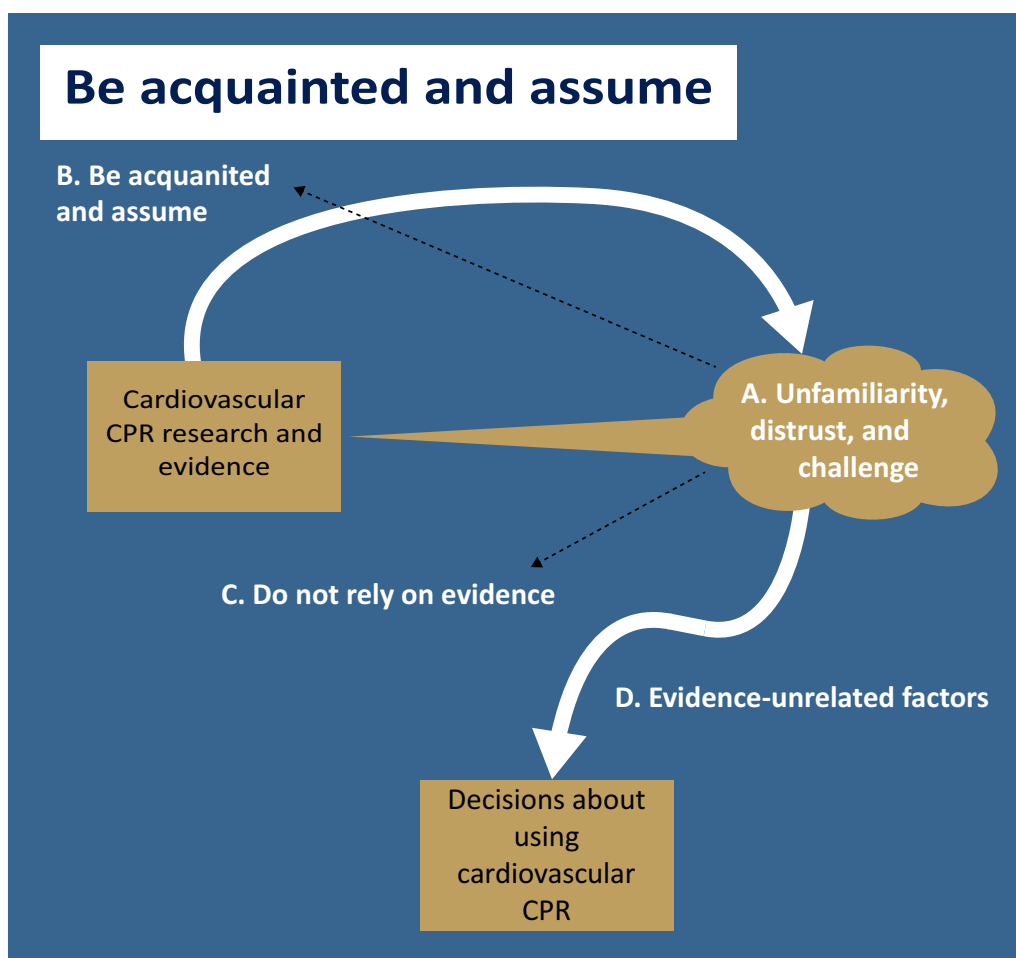 Be acquainted and assume
B. Be acquanited
and assume
Cardiovascular
CPR research and
evidence
A. Unfamiliarity,
distrust, and
challenge
C. Do not rely on evidence
D. Evidence-unrelated factors
Decisions about
using
cardiovascular
CPR